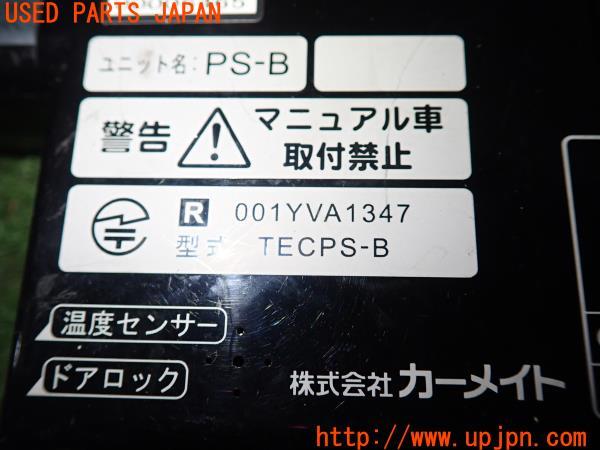 USED PARTS JAPAN
ユニット名: PS-B
警告
マニュアル車
取付禁止
R 001YVA1347
型式 TECPS-B
温度センサー
ドアロック
株式会社 カーメイト
http://www.upjpn.com/